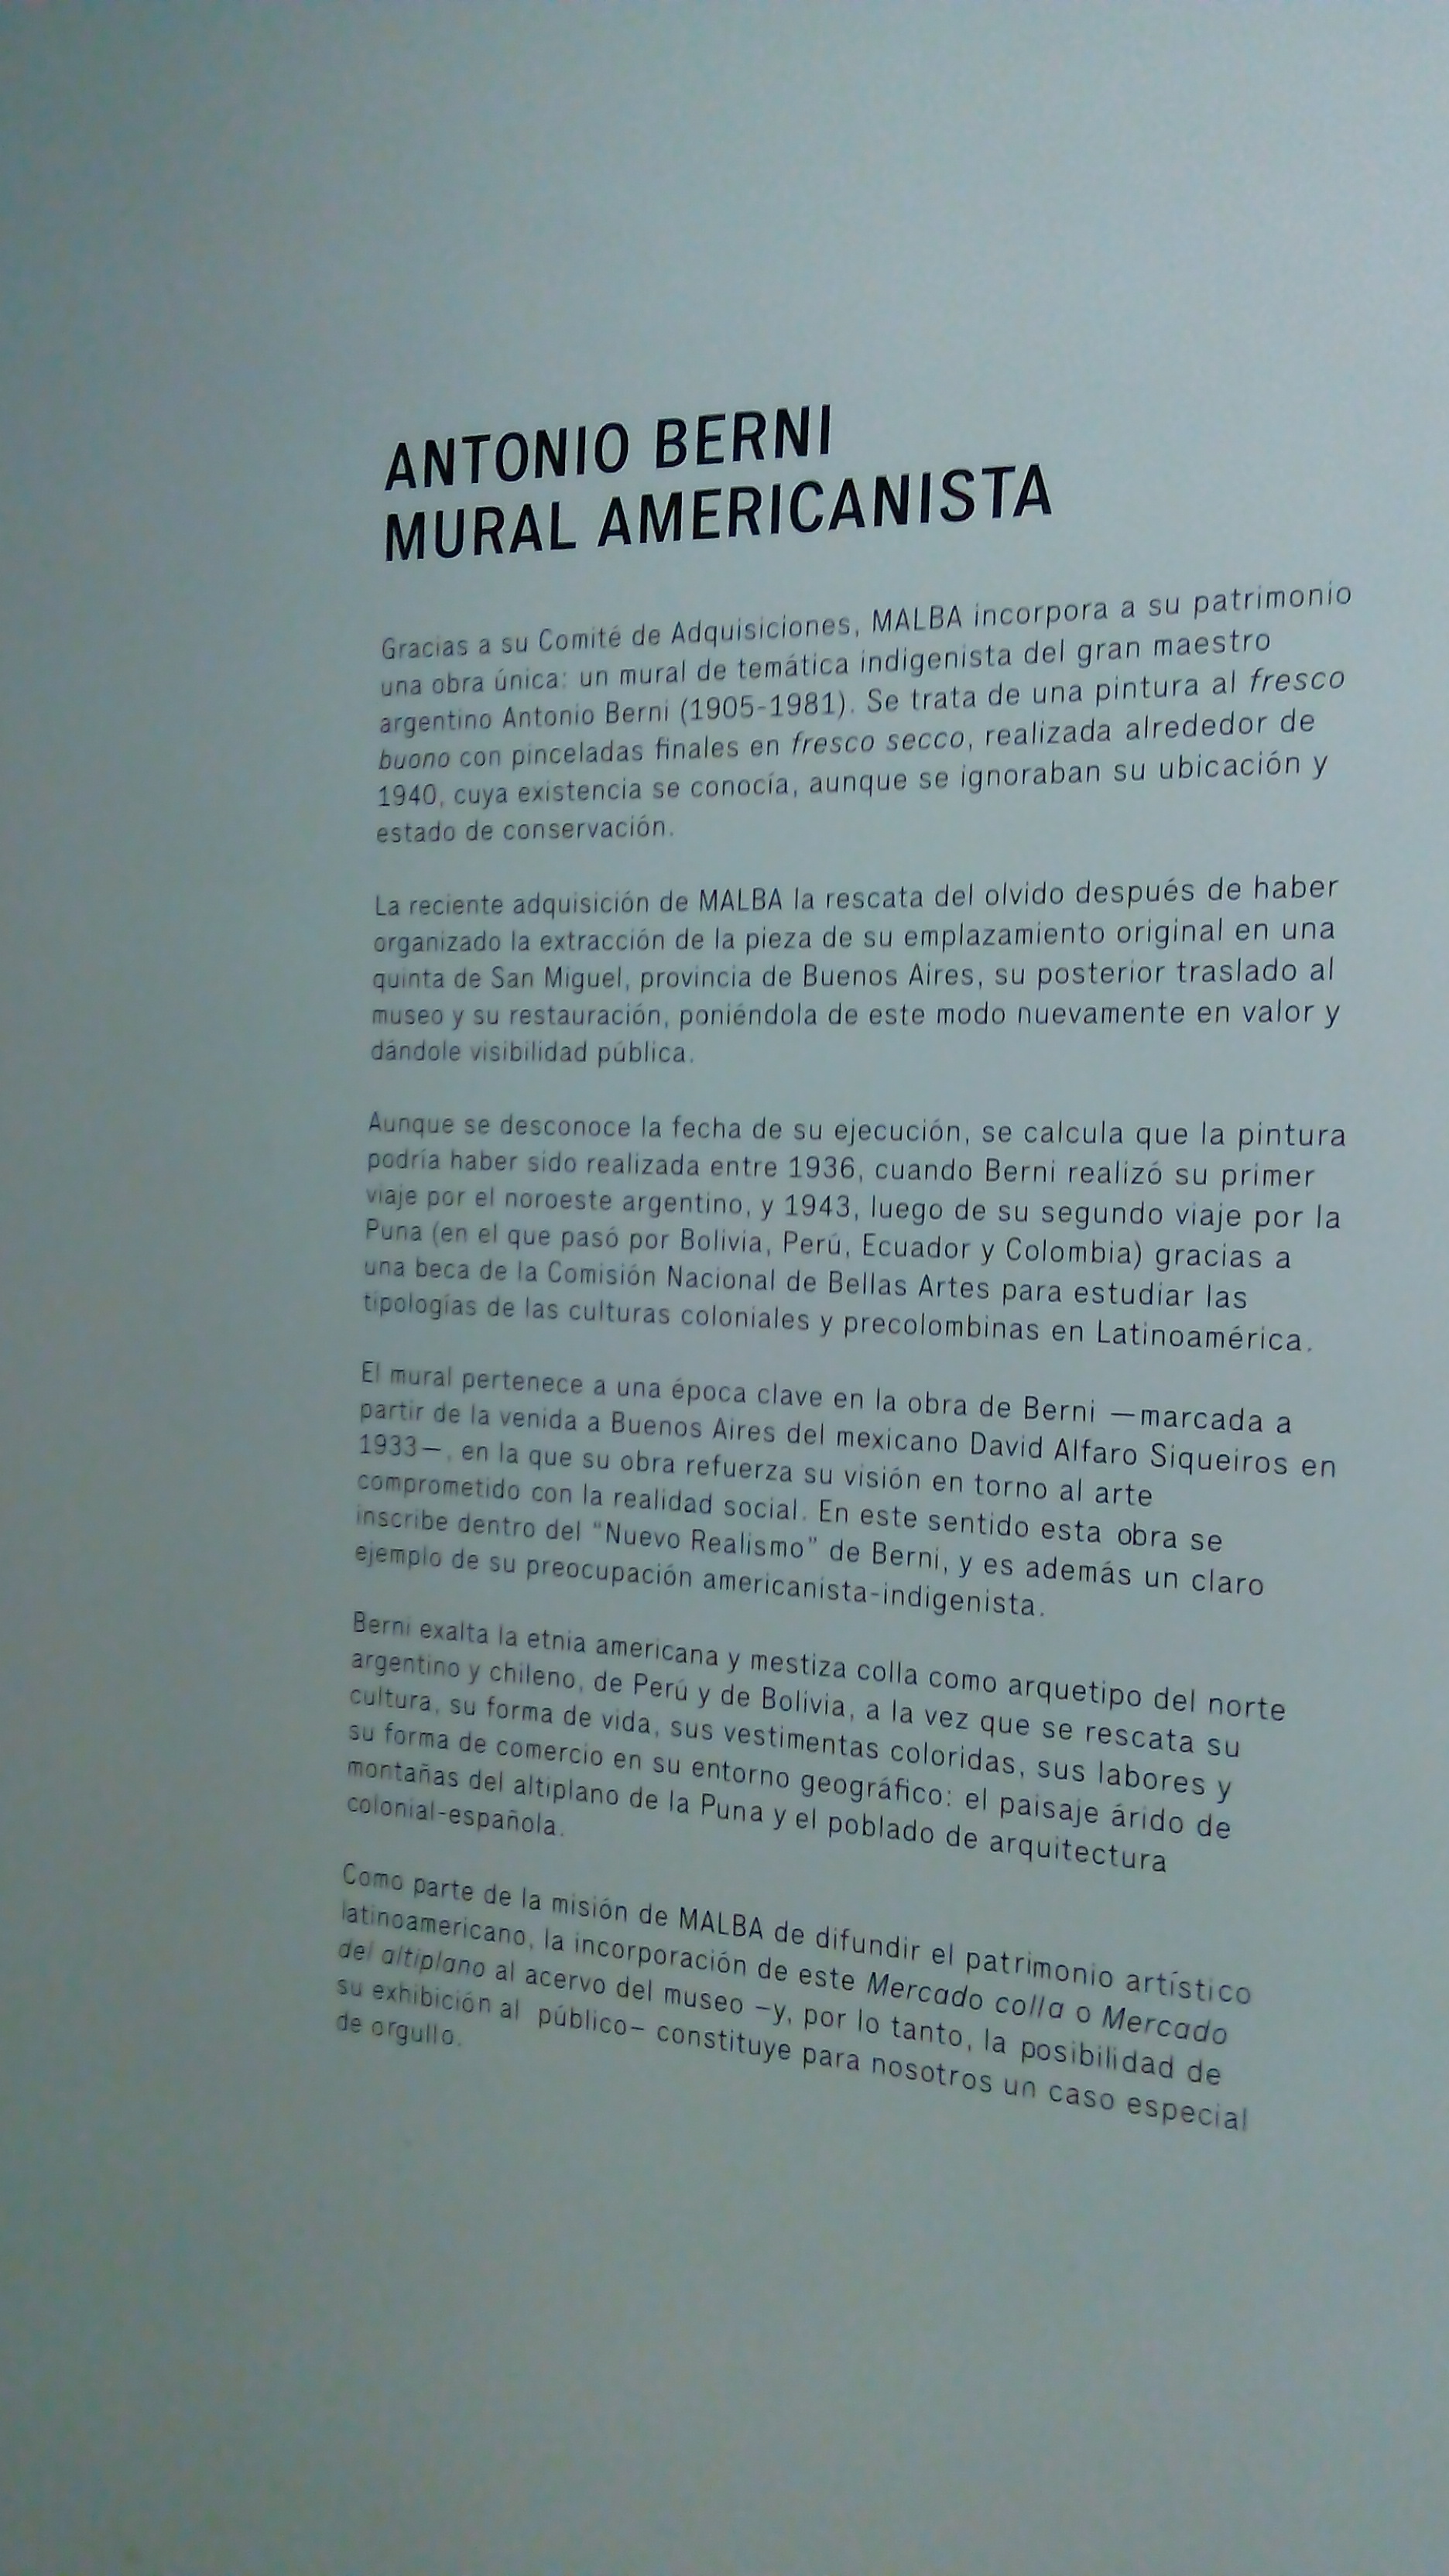 ANTONIO BERNI
MURAL AMERICANISTA
Gracias a su Comité de Adquisiciones, MALBA incorpora a su patrimonio
una obra única: un mural de temática indigenista del gran maestro
argentino Antonio Berni (1905-1981). Se trata de una pintura al fresco
buono con pinceladas finales en fresco secco, realizada alrededor de
1940, cuya existencia se conocía, aunque se ignoraban su ubicación y
estado de conservación.
La reciente adquisición de MALBA la rescata del olvido después de haber
organizado la extracción de la pieza de su emplazamiento original en una
quinta de San Miguel, provincia de Buenos Aires, su posterior traslado al
museo y su restauración, poniéndola de este modo nuevamente en valor y
dándole visibilidad pública.
Aunque se desconoce la fecha de su ejecución, se calcula que la pintura
podría haber sido realizada entre 1936, cuando Berni realizó su primer
viaje por el noroeste argentino, y 1943, luego de su segundo viaje por la
Puna (en el que pasó por Bolivia, Perú, Ecuador y Colombia) gracias a
una beca de la Comisión Nacional de Bellas Artes para estudiar las
tipologías de las culturas coloniales y precolombinas en Latinoamérica.
El mural pertenece a una época clave en la obra de Berni —marcada a
partir de la venida a Buenos Aires del mexicano David Alfaro Siqueiros en
1933—, en la que su obra refuerza su visión en torno al arte
comprometido con la realidad social. En este sentido esta obra se
inscribe dentro del “Nuevo Realismo” de Berni, y es además un claro
ejemplo de su preocupación americanista-indigenista.
Berni exalta la etnia americana y mestiza colla como arquetipo del norte
argentino y chileno, de Perú y de Bolivia, a la vez que se rescata su
cultura, su forma de vida, sus vestimentas coloridas, sus labores y
su forma de comercio en su entorno geográfico: el paisaje árido de
montañas del altiplano de la Puna y el poblado de arquitectura
colonial-española.
Como parte de la misión de MALBA de difundir el patrimonio artístico
latinoamericano, la incorporación de este Mercado colla o Mercado
del altiplano al acervo del museo –y, por lo tanto, la posibilidad de
su exhibición al público– constituye para nosotros un caso especial
de orgullo.